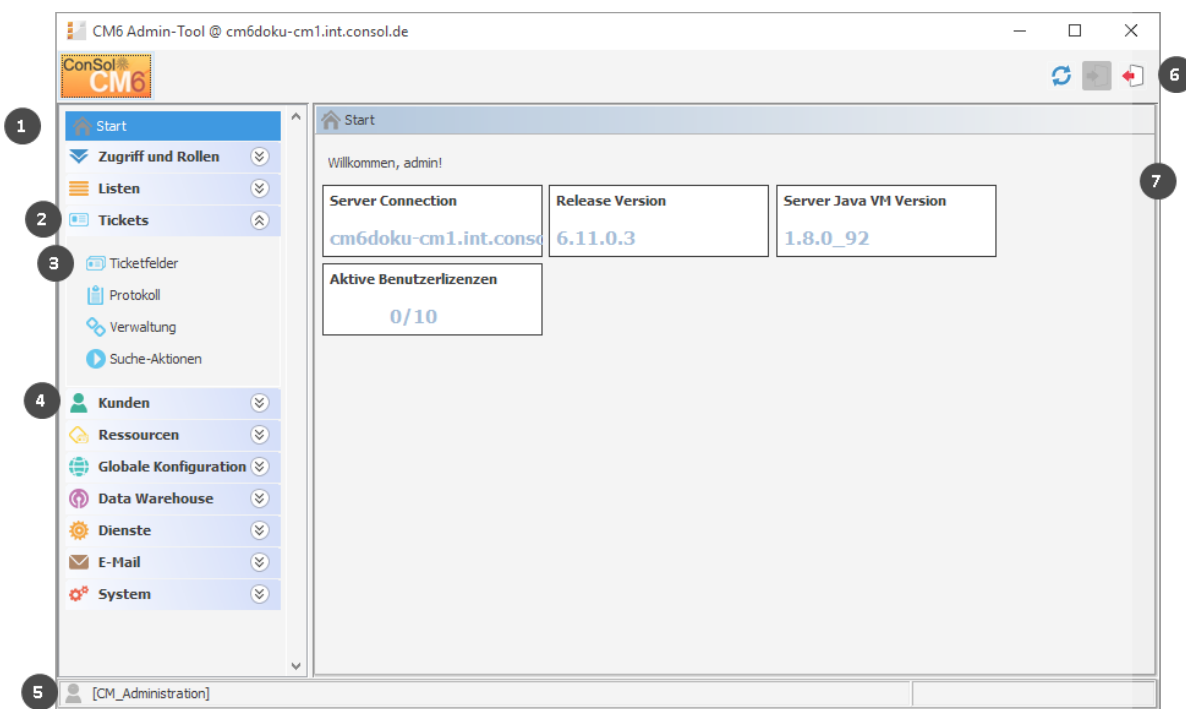 CM6 Admin-Tool @ cm6doku-cm1.int.consol.de
ConSol
CM6
6
1
Start
Zugriff und Rollen
Listen
2
Tickets
3
Ticketfelder
Protokoll
Verwaltung
Suche-Aktionen
4
Kunden
Ressourcen
Globale Konfiguration
Data Warehouse
Dienste
E-Mail
System
Start
Willkommen, admin!
7
Server Connection
cm6doku-cm1.int.conso
Release Version
6.11.0.3
Server Java VM Version
1.8.0_92
Aktive Benutzerlizenzen
0/10
5
[CM_Administration]